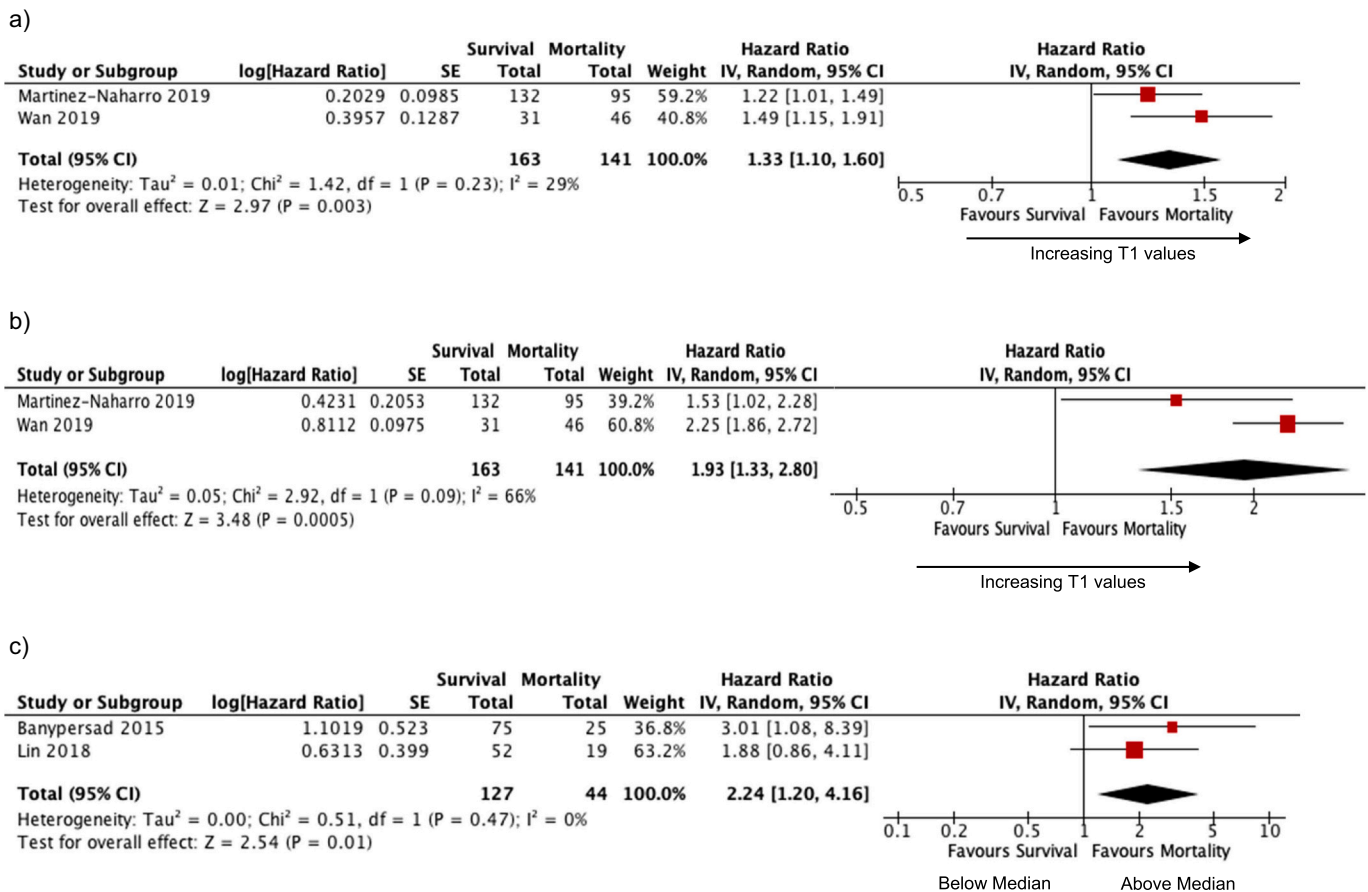 a)
Survival Mortality Hazard Ratio Hazard Ratio
Study or Subgroup log[Hazard Ratio] SE Total Total Weight IV, Random, 95% CI IV, Random, 95% CI
Martinez-Naharro 2019 0.2029 0.0985 132 95 59.2% 1.22 [1.01, 1.49]
Wan 2019 0.3957 0.1287 31 46 40.8% 1.49 [1.15, 1.91]
Total (95% CI) 163 141 100.0% 1.33 [1.10, 1.60]
Heterogeneity: Tau² = 0.01; Chi² = 1.42, df = 1 (P = 0.23); I² = 29%
Test for overall effect: Z = 2.97 (P = 0.003)
0.5 0.7 1 1.5 2
Favours Survival Favours Mortality
Increasing T1 values
b)
Survival Mortality Hazard Ratio Hazard Ratio
Study or Subgroup log[Hazard Ratio] SE Total Total Weight IV, Random, 95% CI IV, Random, 95% CI
Martinez-Naharro 2019 0.4231 0.2053 132 95 39.2% 1.53 [1.02, 2.28]
Wan 2019 0.8112 0.0975 31 46 60.8% 2.25 [1.86, 2.72]
Total (95% CI) 163 141 100.0% 1.93 [1.33, 2.80]
Heterogeneity: Tau² = 0.05; Chi² = 2.92, df = 1 (P = 0.09); I² = 66%
Test for overall effect: Z = 3.48 (P = 0.0005)
0.5 0.7 1 1.5 2
Favours Survival Favours Mortality
Increasing T1 values
c)
Survival Mortality Hazard Ratio Hazard Ratio
Study or Subgroup log[Hazard Ratio] SE Total Total Weight IV, Random, 95% CI IV, Random, 95% CI
Banypersad 2015 1.1019 0.523 75 25 36.8% 3.01 [1.08, 8.39]
Lin 2018 0.6313 0.399 52 19 63.2% 1.88 [0.86, 4.11]
Total (95% CI) 127 44 100.0% 2.24 [1.20, 4.16]
Heterogeneity: Tau² = 0.00; Chi² = 0.51, df = 1 (P = 0.47); I² = 0%
Test for overall effect: Z = 2.54 (P = 0.01)
0.1 0.2 0.5 1 2 5 10
Favours Survival Favours Mortality
Below Median Above Median